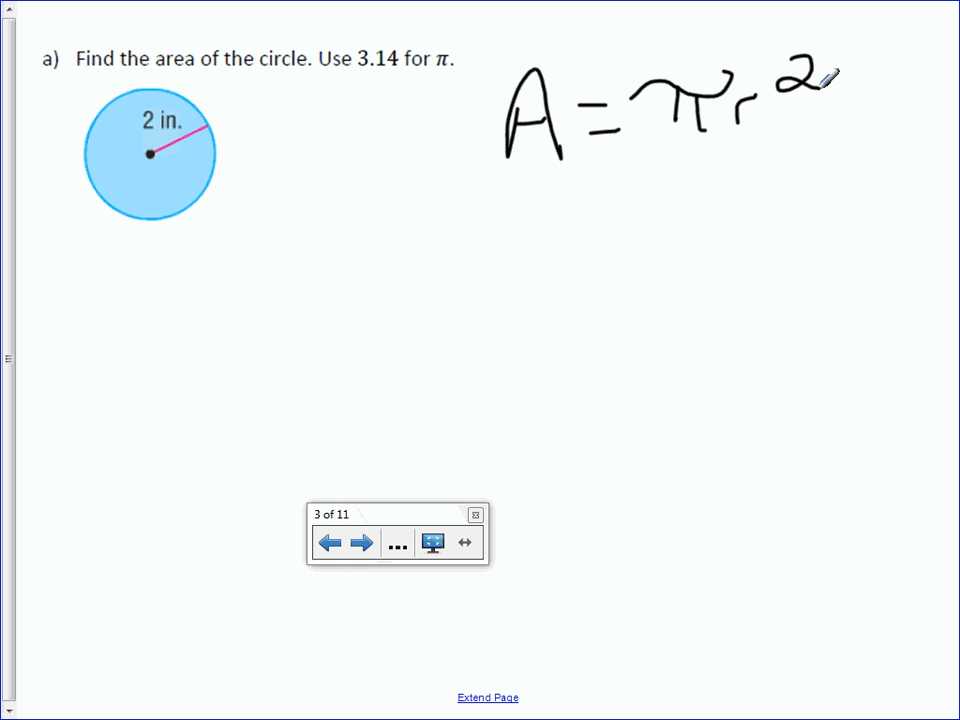 a) Find the area of the circle. Use 3.14 for π.
A = πr²
2 in.
3 of 11
...
Extend Page